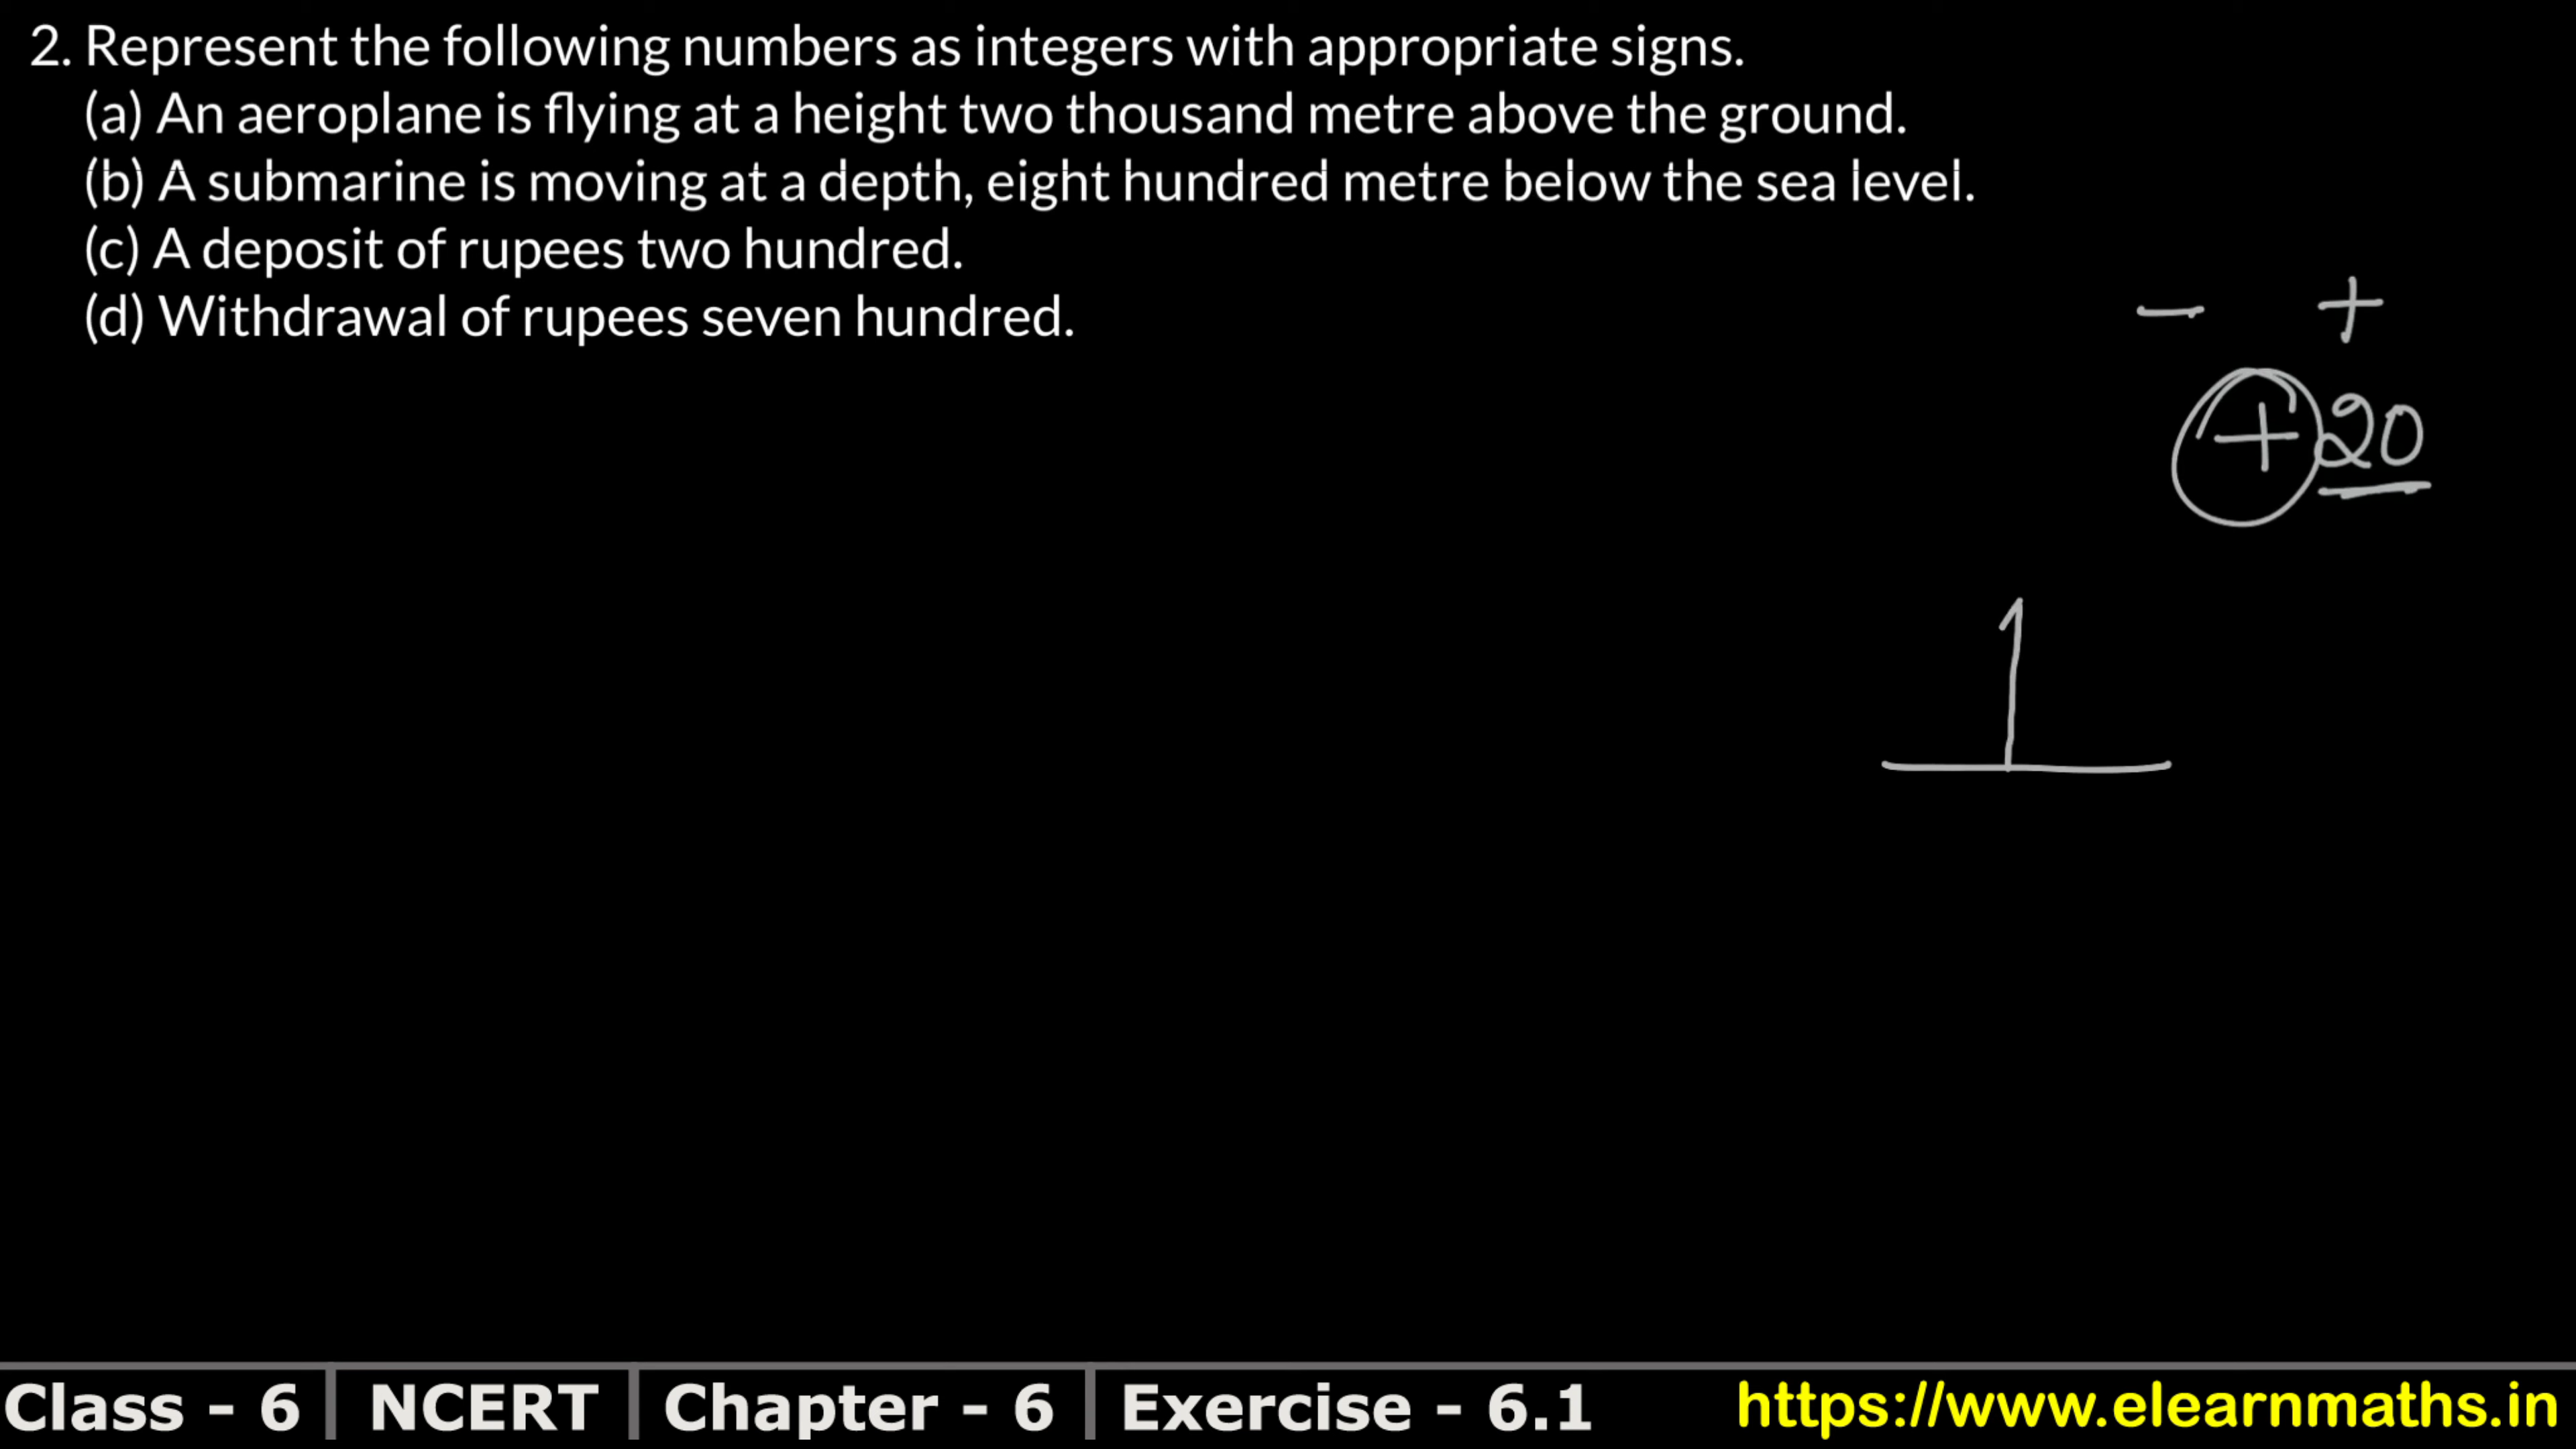 2. Represent the following numbers as integers with appropriate signs.
(a) An aeroplane is flying at a height two thousand metre above the ground.
(b) A submarine is moving at a depth, eight hundred metre below the sea level.
(c) A deposit of rupees two hundred.
(d) Withdrawal of rupees seven hundred.
- +
+20
Class - 6 | NCERT | Chapter - 6 | Exercise - 6.1 https://www.elearnmaths.in